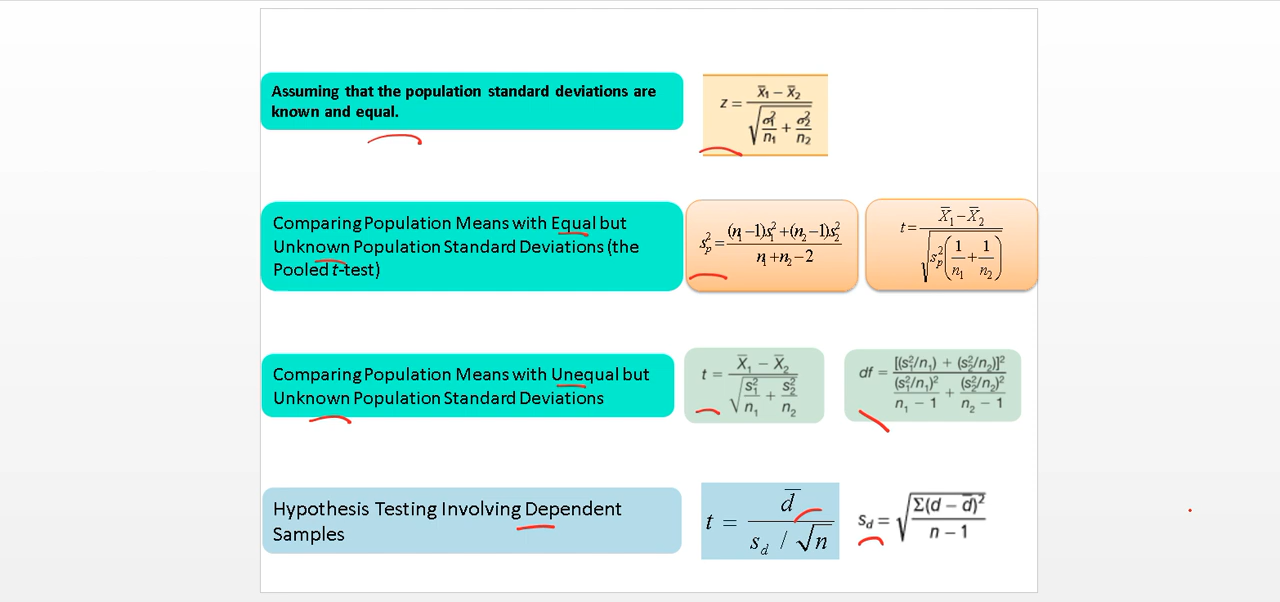 Assuming that the population standard deviations are
known and equal.
z = (X̄₁ − X̄₂) / √(σ₁²/n₁ + σ₂²/n₂)
Comparing Population Means with Equal but
Unknown Population Standard Deviations (the
Pooled t-test)
sₚ² = ((n₁−1)s₁²+(n₂−1)s₂²) / (n₁+n₂−2)
t = (X̄₁ − X̄₂) / √(sₚ²(1/n₁ + 1/n₂))
Comparing Population Means with Unequal but
Unknown Population Standard Deviations
t = (X̄₁ − X̄₂) / √(s₁²/n₁ + s₂²/n₂)
df = [(s₁²/n₁) + (s₂²/n₂)]² / ((s₁²/n₁)²/(n₁ − 1) + (s₂²/n₂)²/(n₂ − 1))
Hypothesis Testing Involving Dependent
Samples
t = d̄ / (s_d / √n)
s_d = √(Σ(d − d̄)² / (n − 1))